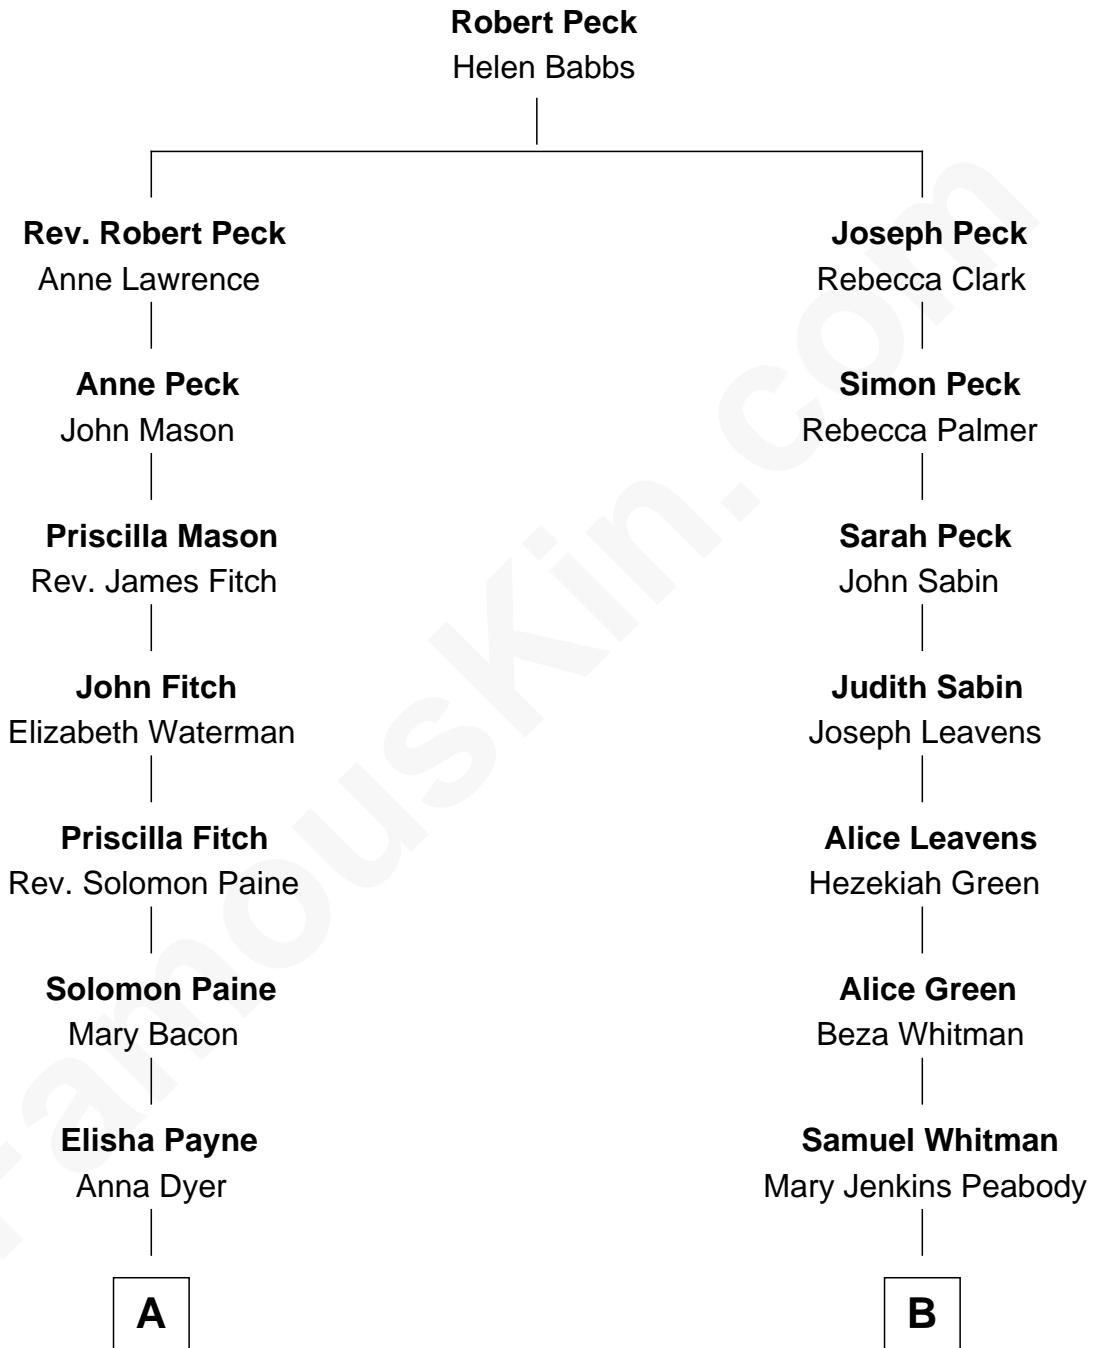 Robert Peck
Helen Babbs
Rev. Robert Peck
Anne Lawrence
Joseph Peck
Rebecca Clark
Anne Peck
John Mason
Simon Peck
Rebecca Palmer
Priscilla Mason
Rev. James Fitch
Sarah Peck
John Sabin
John Fitch
Elizabeth Waterman
Judith Sabin
Joseph Leavens
Priscilla Fitch
Rev. Solomon Paine
Alice Leavens
Hezekiah Green
Solomon Paine
Mary Bacon
Alice Green
Beza Whitman
Elisha Payne
Anna Dyer
Samuel Whitman
Mary Jenkins Peabody
A
B
FamousKin.com